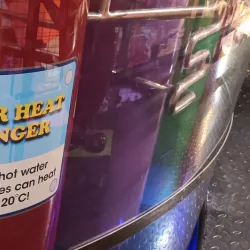 R HEAT
NGER
hot water
es can heat
20°C!